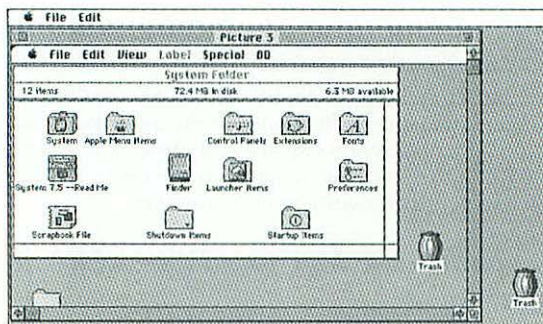 File Edit
Picture 3
File Edit View Label Special
System Folder
12 items 72.4 MB in disk 6.3 MB available
System Apple Menu Items Control Panels Extensions Fonts
System 7.5 --Read Me Finder Launcher Items Preferences
Scrapbook File Shutdown Items Startup Items
Trash
Trash